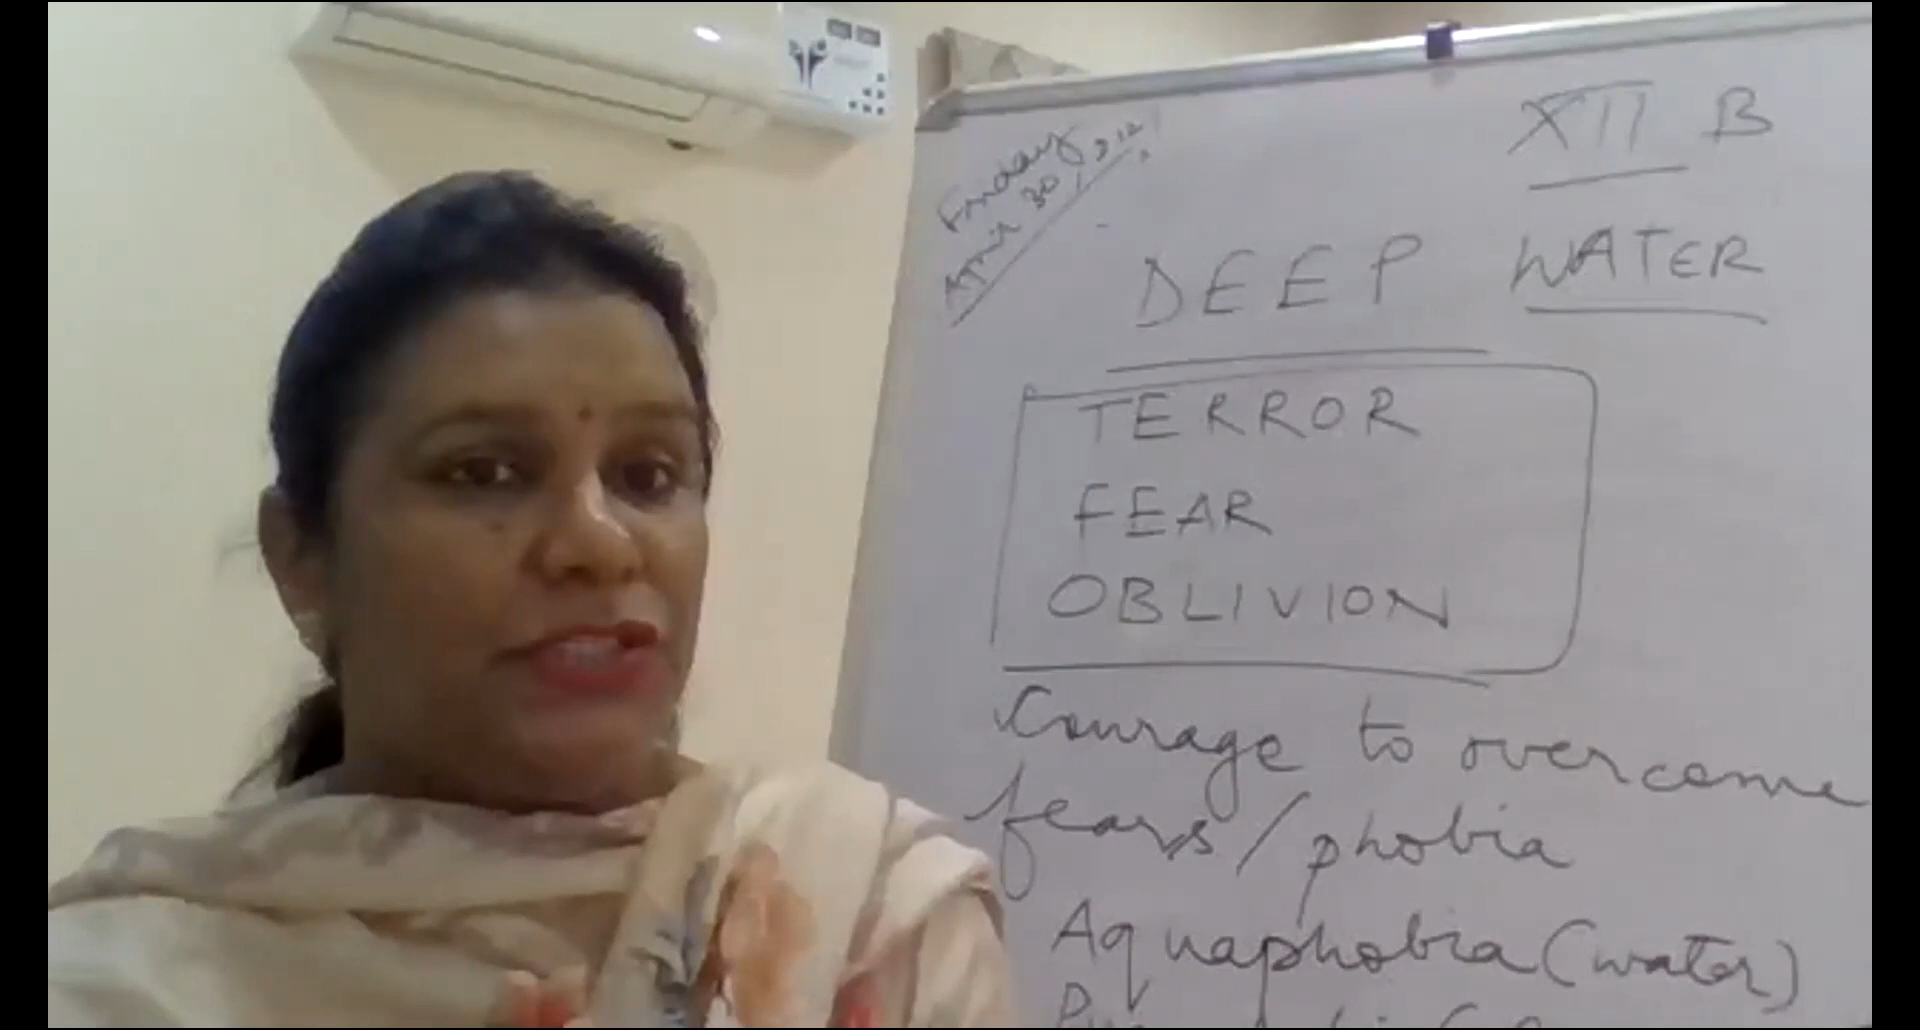 XII B
Friday,
April 30,
DEEP WATER
TERROR
FEAR
OBLIVION
Courage to overcome
fears/phobia
Aquaphobia (water)